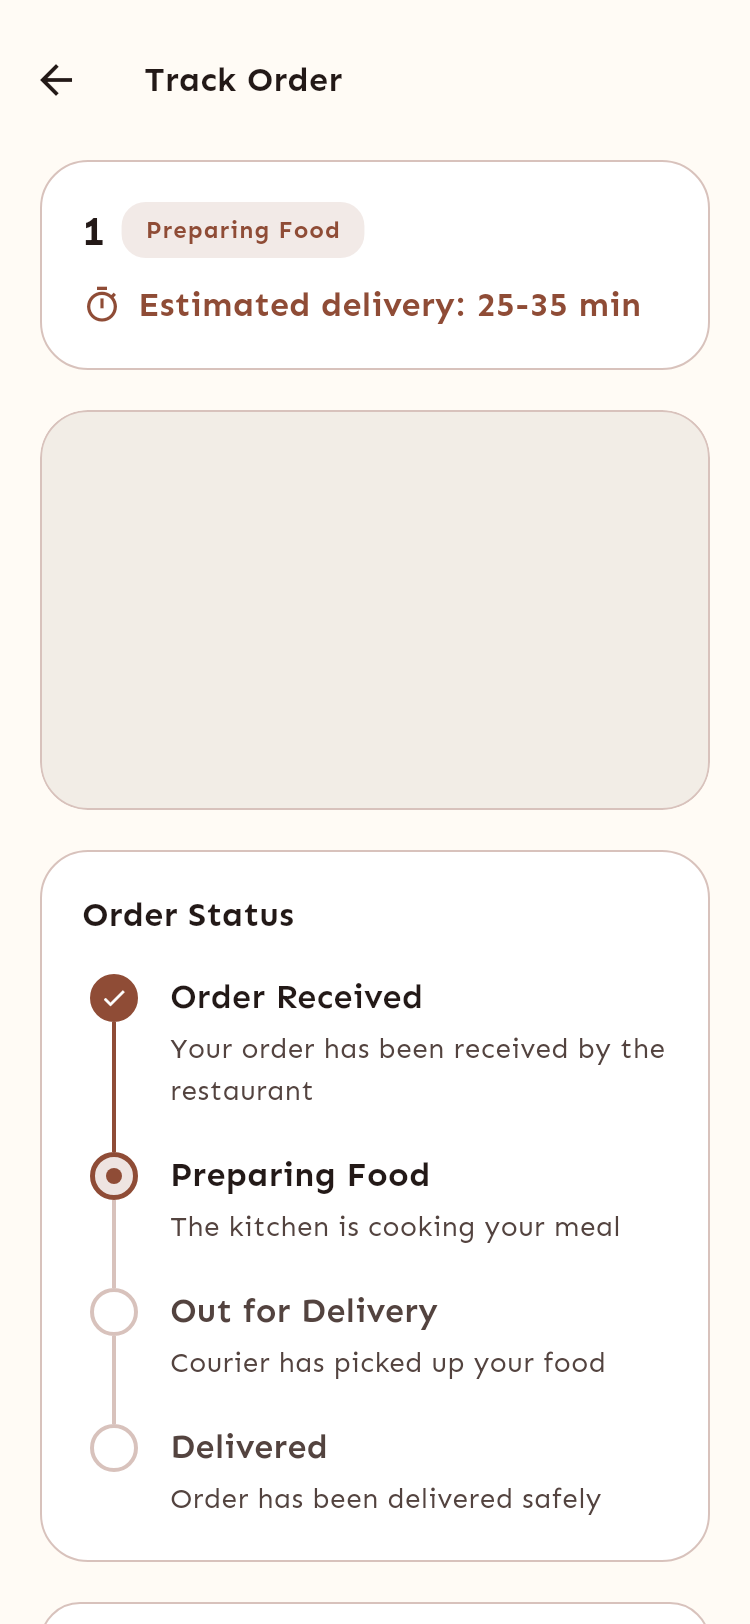 Track Order
1 Preparing Food
Estimated delivery: 25-35 min
Order Status
Order Received
Your order has been received by the
restaurant
Preparing Food
The kitchen is cooking your meal
Out for Delivery
Courier has picked up your food
Delivered
Order has been delivered safely